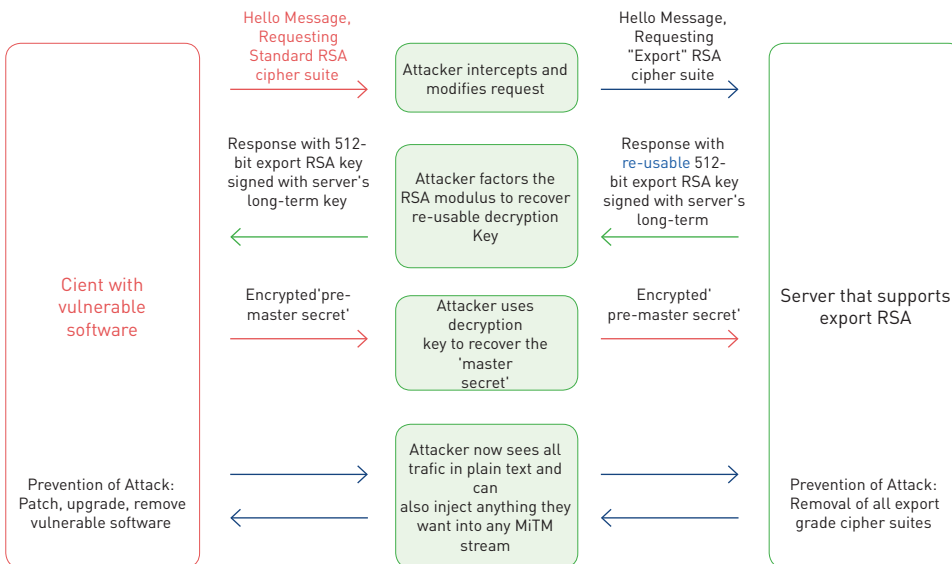 Hello Message,
Requesting
Standard RSA
cipher suite
Attacker intercepts and
modifies request
Hello Message,
Requesting
"Export" RSA
cipher suite
Response with 512-
bit export RSA key
signed with server's
long-term key
Attacker factors the
RSA modulus to recover
re-usable decryption
Key
Response with
re-usable 512-
bit export RSA key
signed with server's
long-term
Cient with
vulnerable
software
Encrypted'pre-
master secret'
Attacker uses
decryption
key to recover the
'master
secret'
Encrypted'
pre-master secret'
Server that supports
export RSA
Prevention of Attack:
Patch, upgrade, remove
vulnerable software
Attacker now sees all
trafic in plain text and
can
also inject anything they
want into any MiTM
stream
Prevention of Attack:
Removal of all export
grade cipher suites